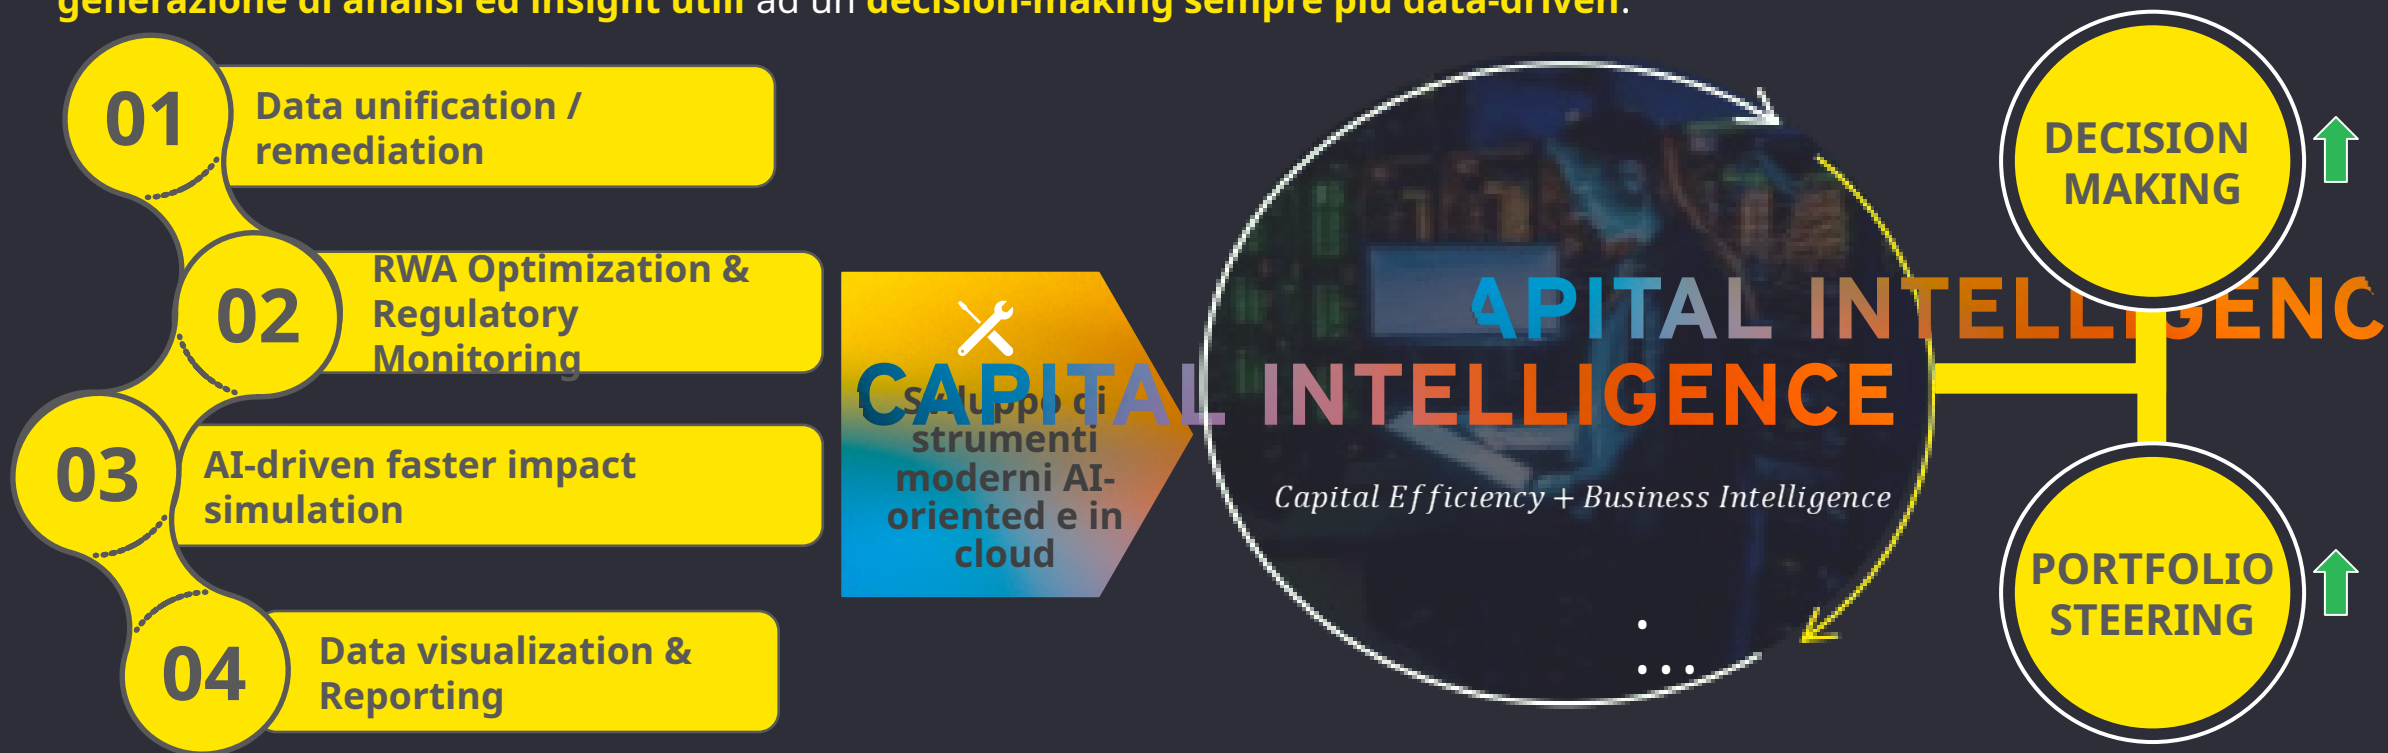 generazione di analisi ed insight utili ad un decision-making sempre più data-driven.
01
Data unification /
remediation
02
RWA Optimization &
Regulatory
Monitoring
03
AI-driven faster impact
simulation
04
Data visualization &
Reporting
Sviluppo di
strumenti
moderni AI-
oriented e in
cloud
APITAL INTELLIGENC
CAPITAL INTELLIGENCE
Capital Efficiency + Business Intelligence
.
...
DECISION
MAKING
PORTFOLIO
STEERING